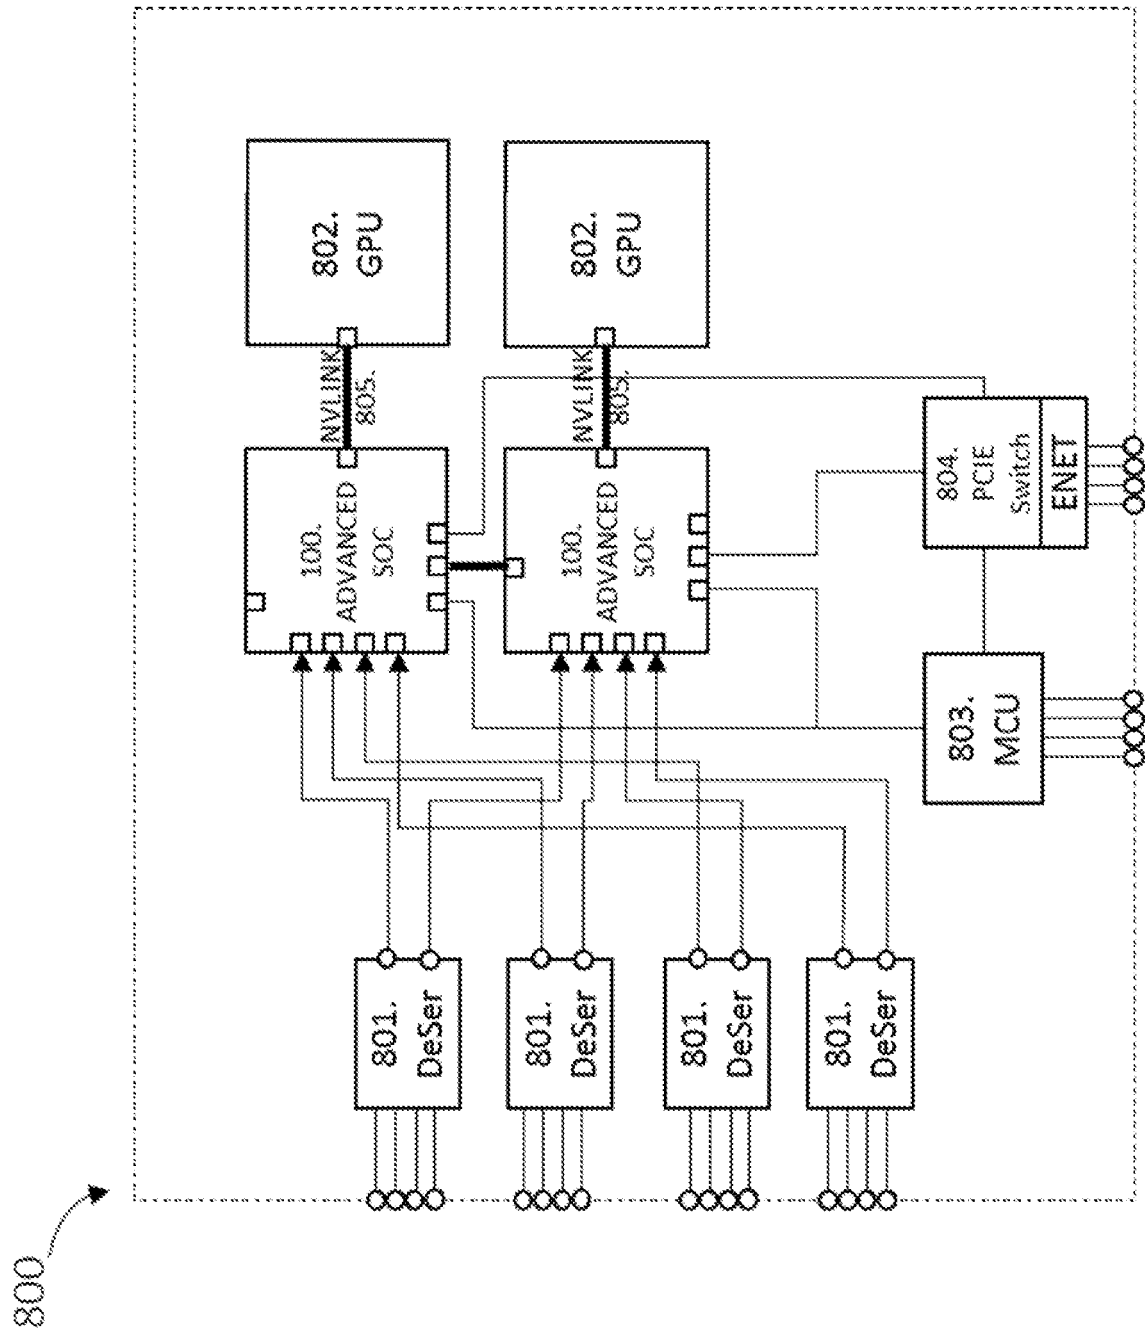 800
801.
DeSer
801.
DeSer
801.
DeSer
801.
DeSer
100.
ADVANCED
SOC
100.
ADVANCED
SOC
NVLINK
805.
NVLINK
805.
802.
GPU
802.
GPU
803.
MCU
804.
PCIE
Switch
ENET